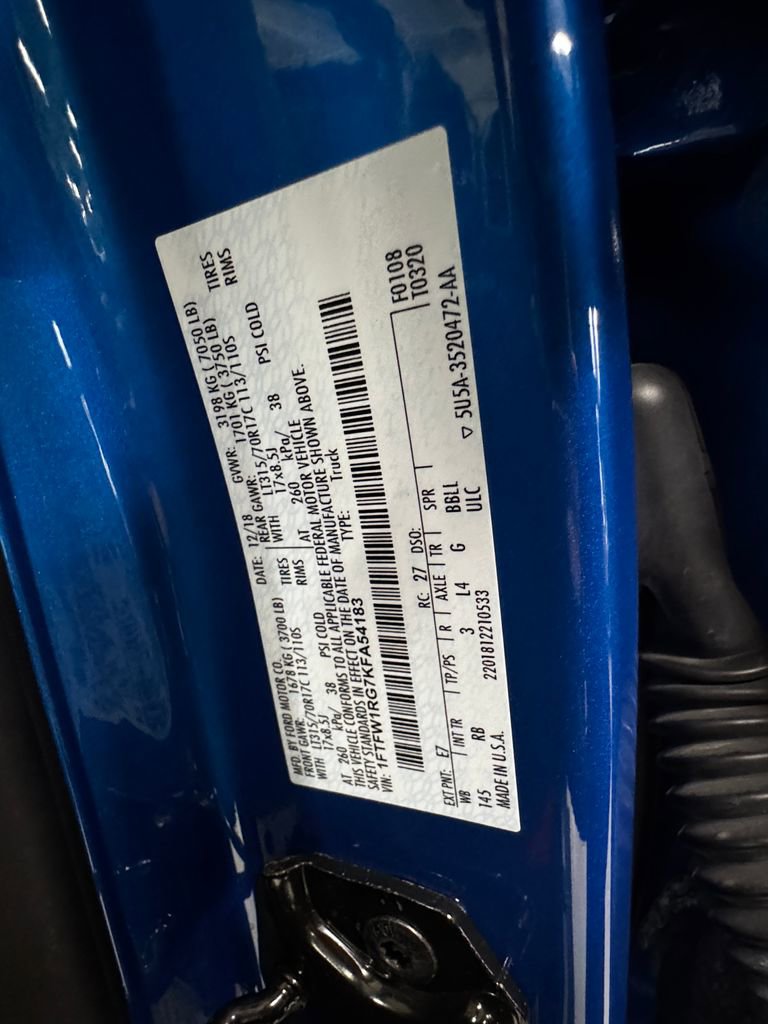 MFD. BY FORD MOTOR CO. DATE: 12/18 GVWR: 3198 KG ( 7050 LB)
FRONT GAWR: 1678 KG ( 3700 LB) REAR GAWR: 1701 KG ( 3750 LB)
WITH LT315/70R17C 113/110S TIRES WITH LT315/70R17C 113/110S TIRES
17x8.5J RIMS 17x8.5J RIMS
AT 260 kPa/ 38 PSI COLD AT 260 kPa/ 38 PSI COLD
THIS VEHICLE CONFORMS TO ALL APPLICABLE FEDERAL MOTOR VEHICLE
SAFETY STANDARDS IN EFFECT ON THE DATE OF MANUFACTURE SHOWN ABOVE.
VIN: 1FTFW1RG7KFA54183 TYPE: Truck
F0108
T0320
EXT PNT: E7 RC: 27 DSO:
WB INT TR TP/PS R AXLE TR SPR
145 RB 3 L4 G BBLL
ULC
2201812210533
MADE IN U.S.A. ▽ 5U5A-3520472-AA